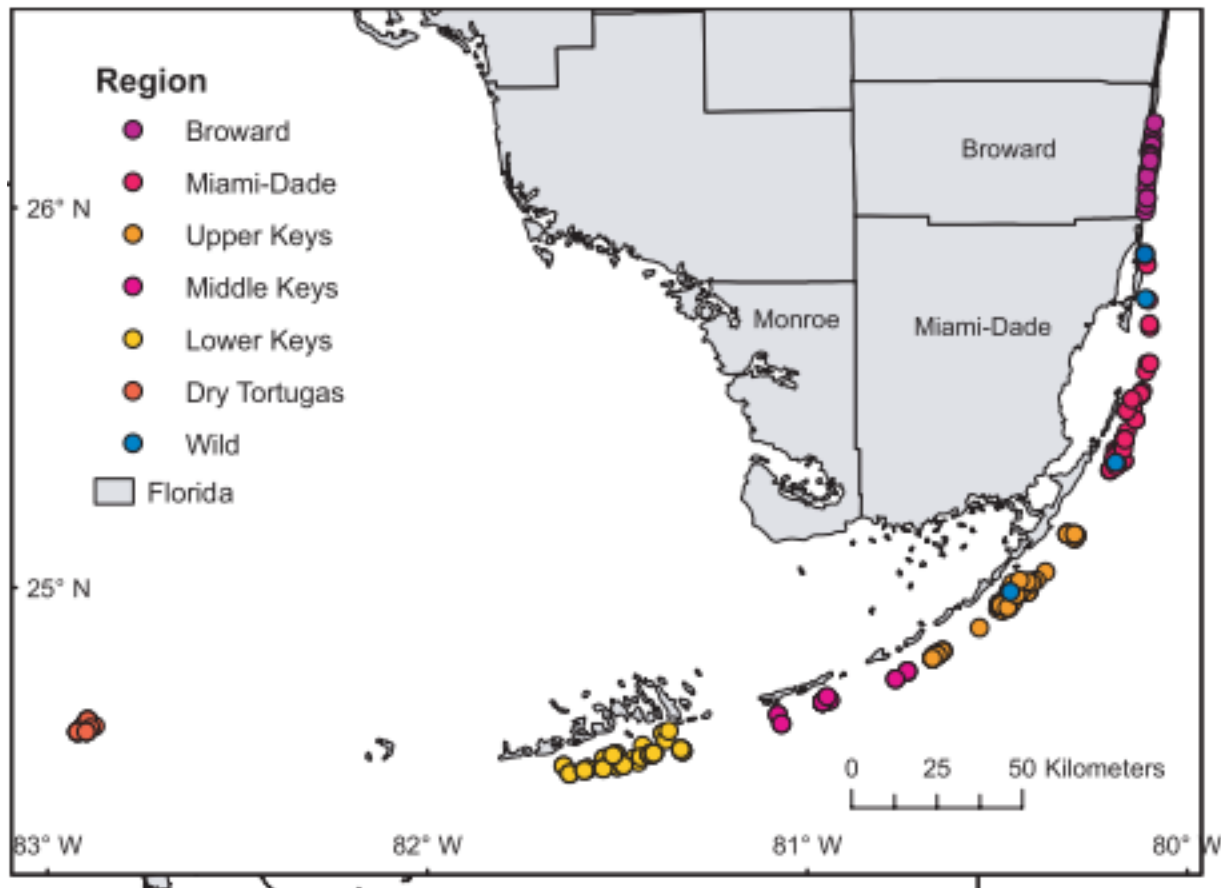 Region
Broward
Miami-Dade
Upper Keys
Middle Keys
Lower Keys
Dry Tortugas
Wild
Florida
Broward
Monroe
Miami-Dade
26° N
25° N
0 25 50 Kilometers
83° W 82° W 81° W 80° W